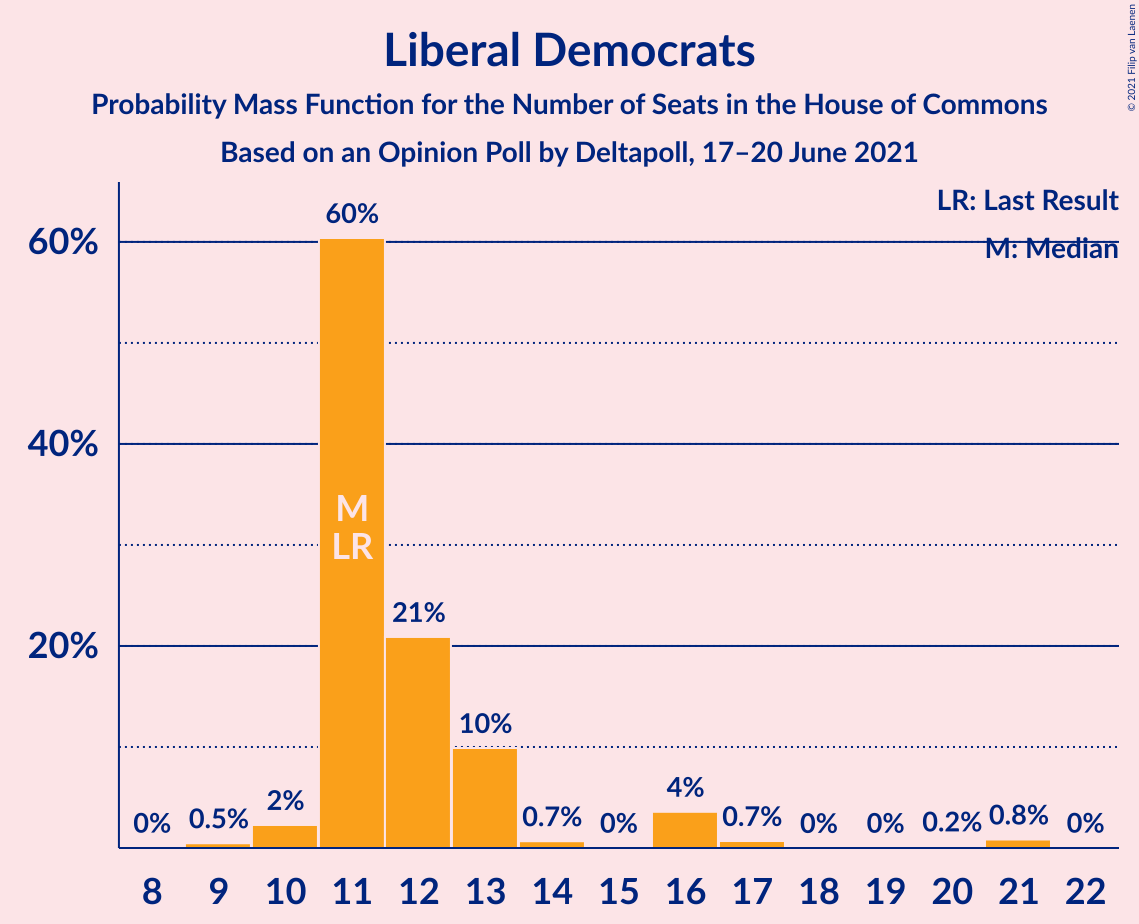 Liberal Democrats
Probability Mass Function for the Number of Seats in the House of Commons
Based on an Opinion Poll by Deltapoll, 17–20 June 2021
© 2021 Filip van Laenen
LR: Last Result
M: Median
60%
40%
20%
0%
0.5%
2%
60%
21%
10%
0.7%
0%
4%
0.7%
0%
0%
0.2%
0.8%
0%
M
LR
8 9 10 11 12 13 14 15 16 17 18 19 20 21 22